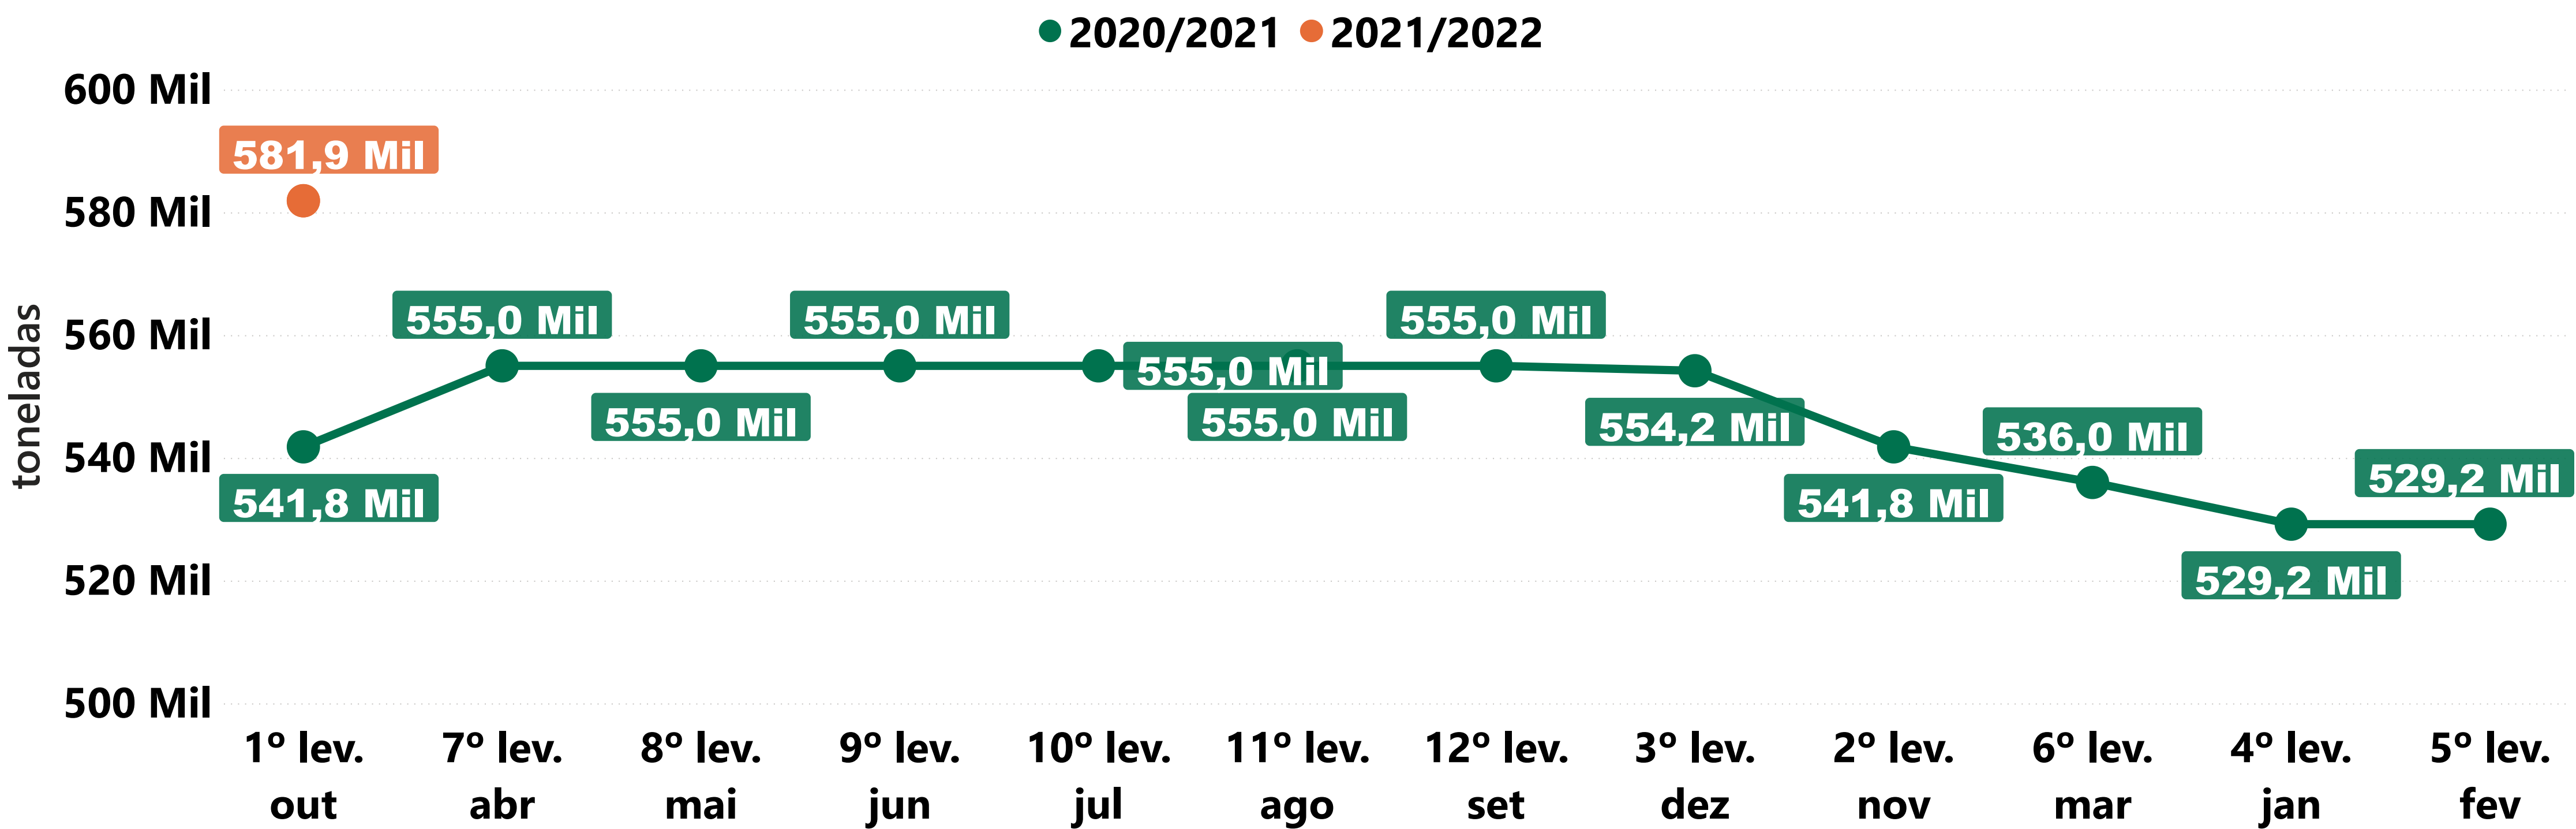 2020/2021 2021/2022
600 Mil
581,9 Mil
580 Mil
toneladas
560 Mil
555,0 Mil 555,0 Mil 555,0 Mil
555,0 Mil
555,0 Mil 555,0 Mil 554,2 Mil
540 Mil
536,0 Mil
541,8 Mil 541,8 Mil 529,2 Mil
520 Mil
529,2 Mil
500 Mil
1º lev. 7º lev. 8º lev. 9º lev. 10º lev. 11º lev. 12º lev. 3º lev. 2º lev. 6º lev. 4º lev. 5º lev.
out abr mai jun jul ago set dez nov mar jan fev